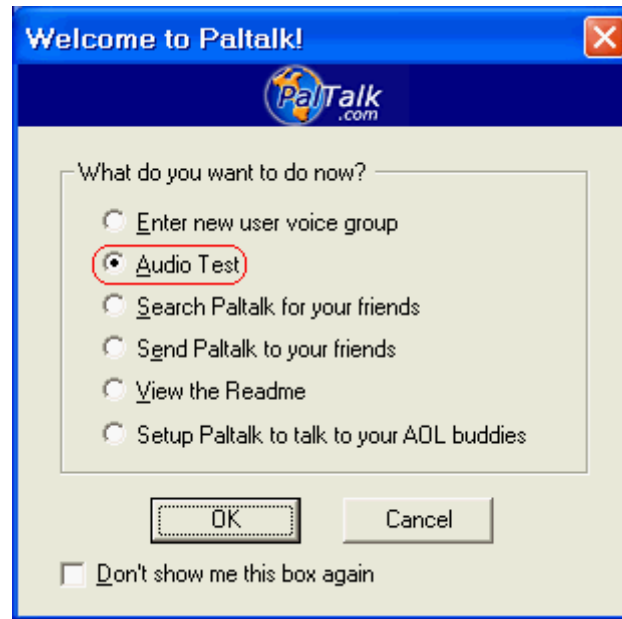 Welcome to Paltalk!
PalTalk
.com
What do you want to do now?
Enter new user voice group
Audio Test
Search Paltalk for your friends
Send Paltalk to your friends
View the Readme
Setup Paltalk to talk to your AOL buddies
OK Cancel
Don't show me this box again